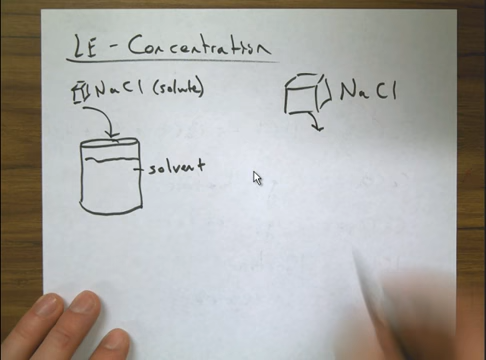 LE - Concentration
NaCl (solute)
NaCl
solvent